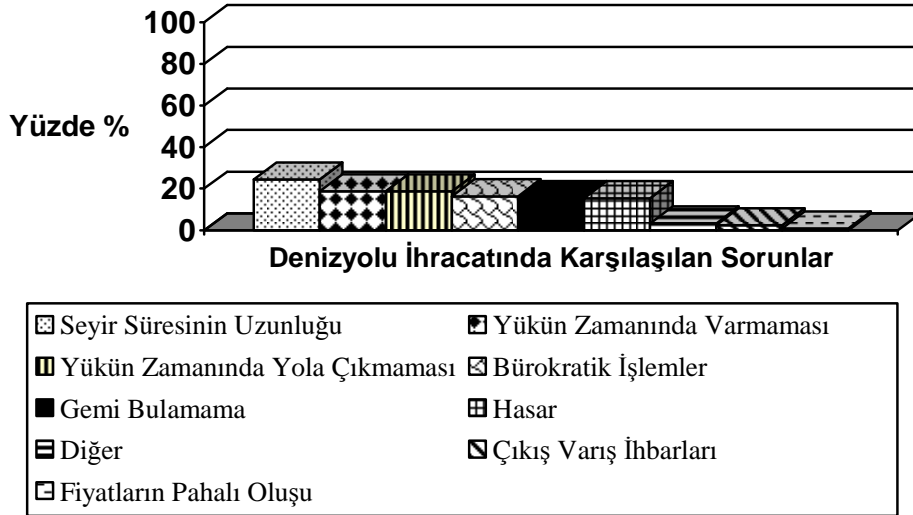 100
80
60
Yüzde %
40
20
0
Denizyolu İhracatında Karşılaşılan Sorunlar
Seyir Süresinin Uzunluğu
Yükün Zamanında Varmaması
Yükün Zamanında Yola Çıkmaması
Bürokratik İşlemler
Gemi Bulamama
Hasar
Diğer
Çıkış Varış İhbarları
Fiyatların Pahalı Oluşu